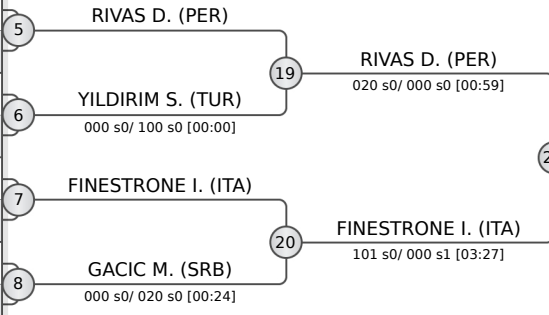 RIVAS D. (PER)
5
19
RIVAS D. (PER)
020 s0/ 000 s0 [00:59]
YILDIRIM S. (TUR)
6
000 s0/ 100 s0 [00:00]
2
FINESTRONE I. (ITA)
7
20
FINESTRONE I. (ITA)
101 s0/ 000 s1 [03:27]
GACIC M. (SRB)
8
000 s0/ 020 s0 [00:24]